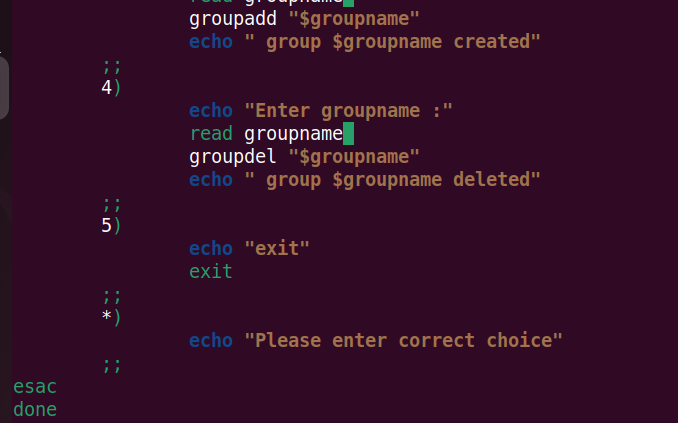 read groupname
groupadd "$groupname"
echo " group $groupname created"
;;
4)
echo "Enter groupname :"
read groupname
groupdel "$groupname"
echo " group $groupname deleted"
;;
5)
echo "exit"
exit
;;
*)
echo "Please enter correct choice"
;;
esac
done